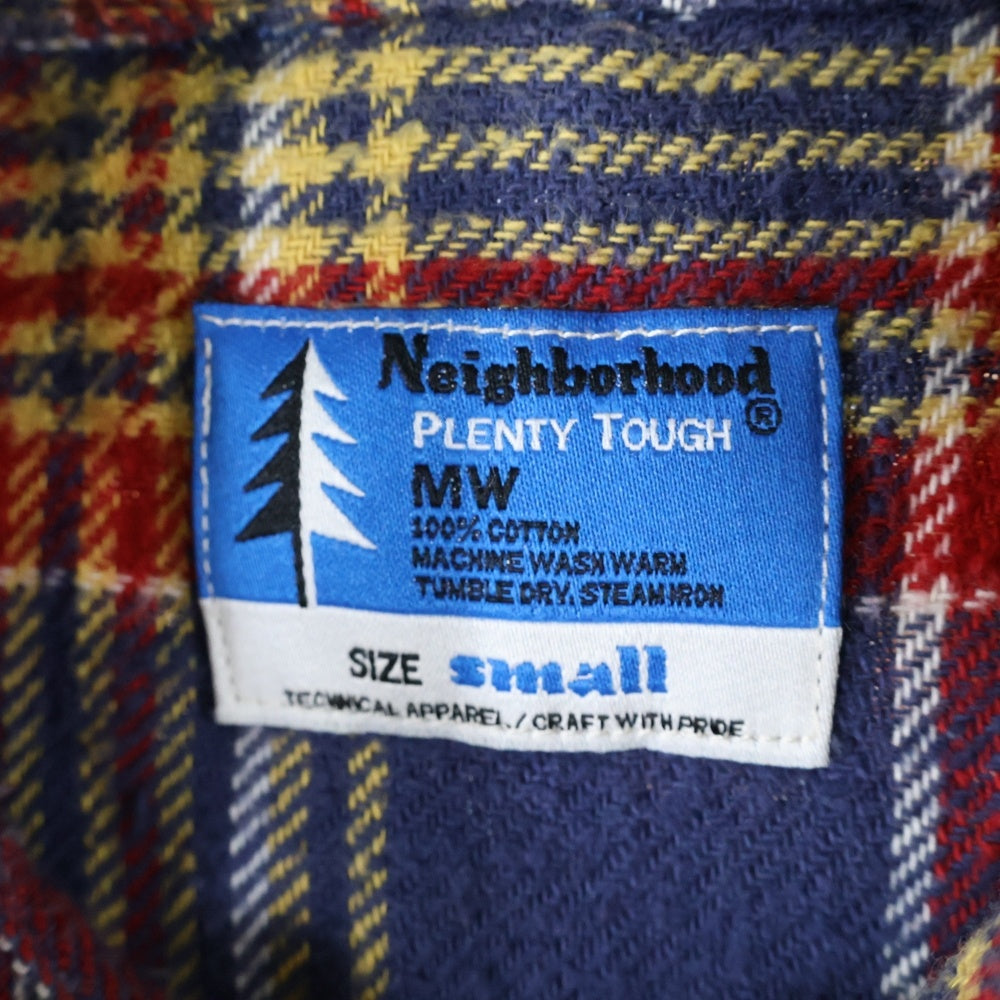 Neighborhood
PLENTY TOUGH ®
MW
100% COTTON
MACHINE WASH WARM
TUMBLE DRY. STEAM IRON
SIZE small
TECHNICAL APPAREL / CRAFT WITH PRIDE